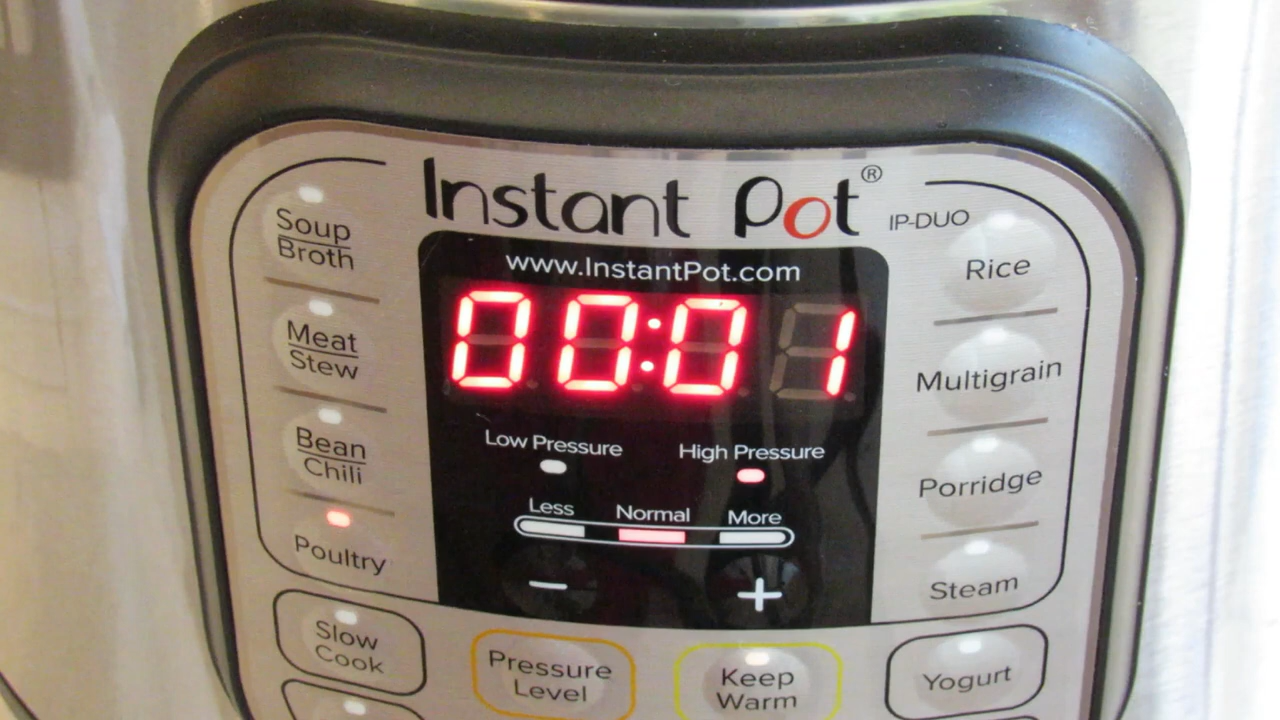 Instant Pot®
IP-DUO
www.InstantPot.com
00:01
Soup
Broth
Meat
Stew
Bean
Chili
Poultry
Rice
Multigrain
Porridge
Steam
Low Pressure
High Pressure
Less
Normal
More
−
+
Slow
Cook
Pressure
Level
Keep
Warm
Yogurt